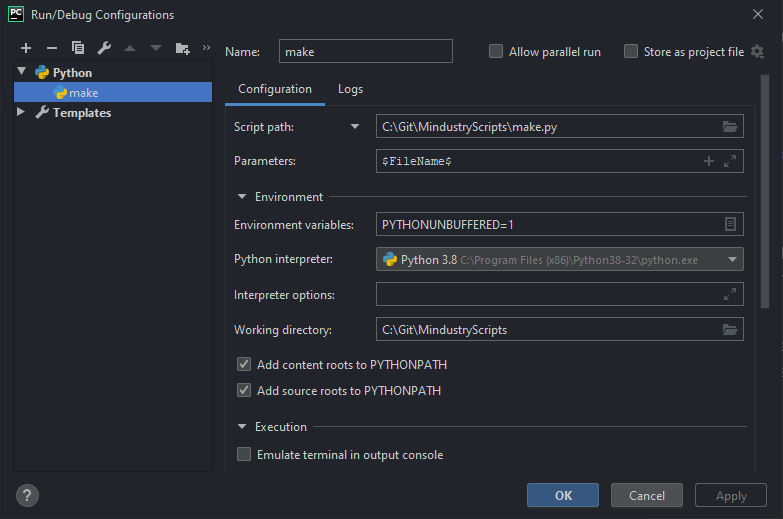 PC Run/Debug Configurations
Name: make Allow parallel run Store as project file
Python
make
Templates
Configuration Logs
Script path: C:\Git\MindustryScripts\make.py
Parameters: $FileName$
Environment
Environment variables: PYTHONUNBUFFERED=1
Python interpreter: Python 3.8 C:\Program Files (x86)\Python38-32\python.exe
Interpreter options:
Working directory: C:\Git\MindustryScripts
Add content roots to PYTHONPATH
Add source roots to PYTHONPATH
Execution
Emulate terminal in output console
? OK Cancel Apply